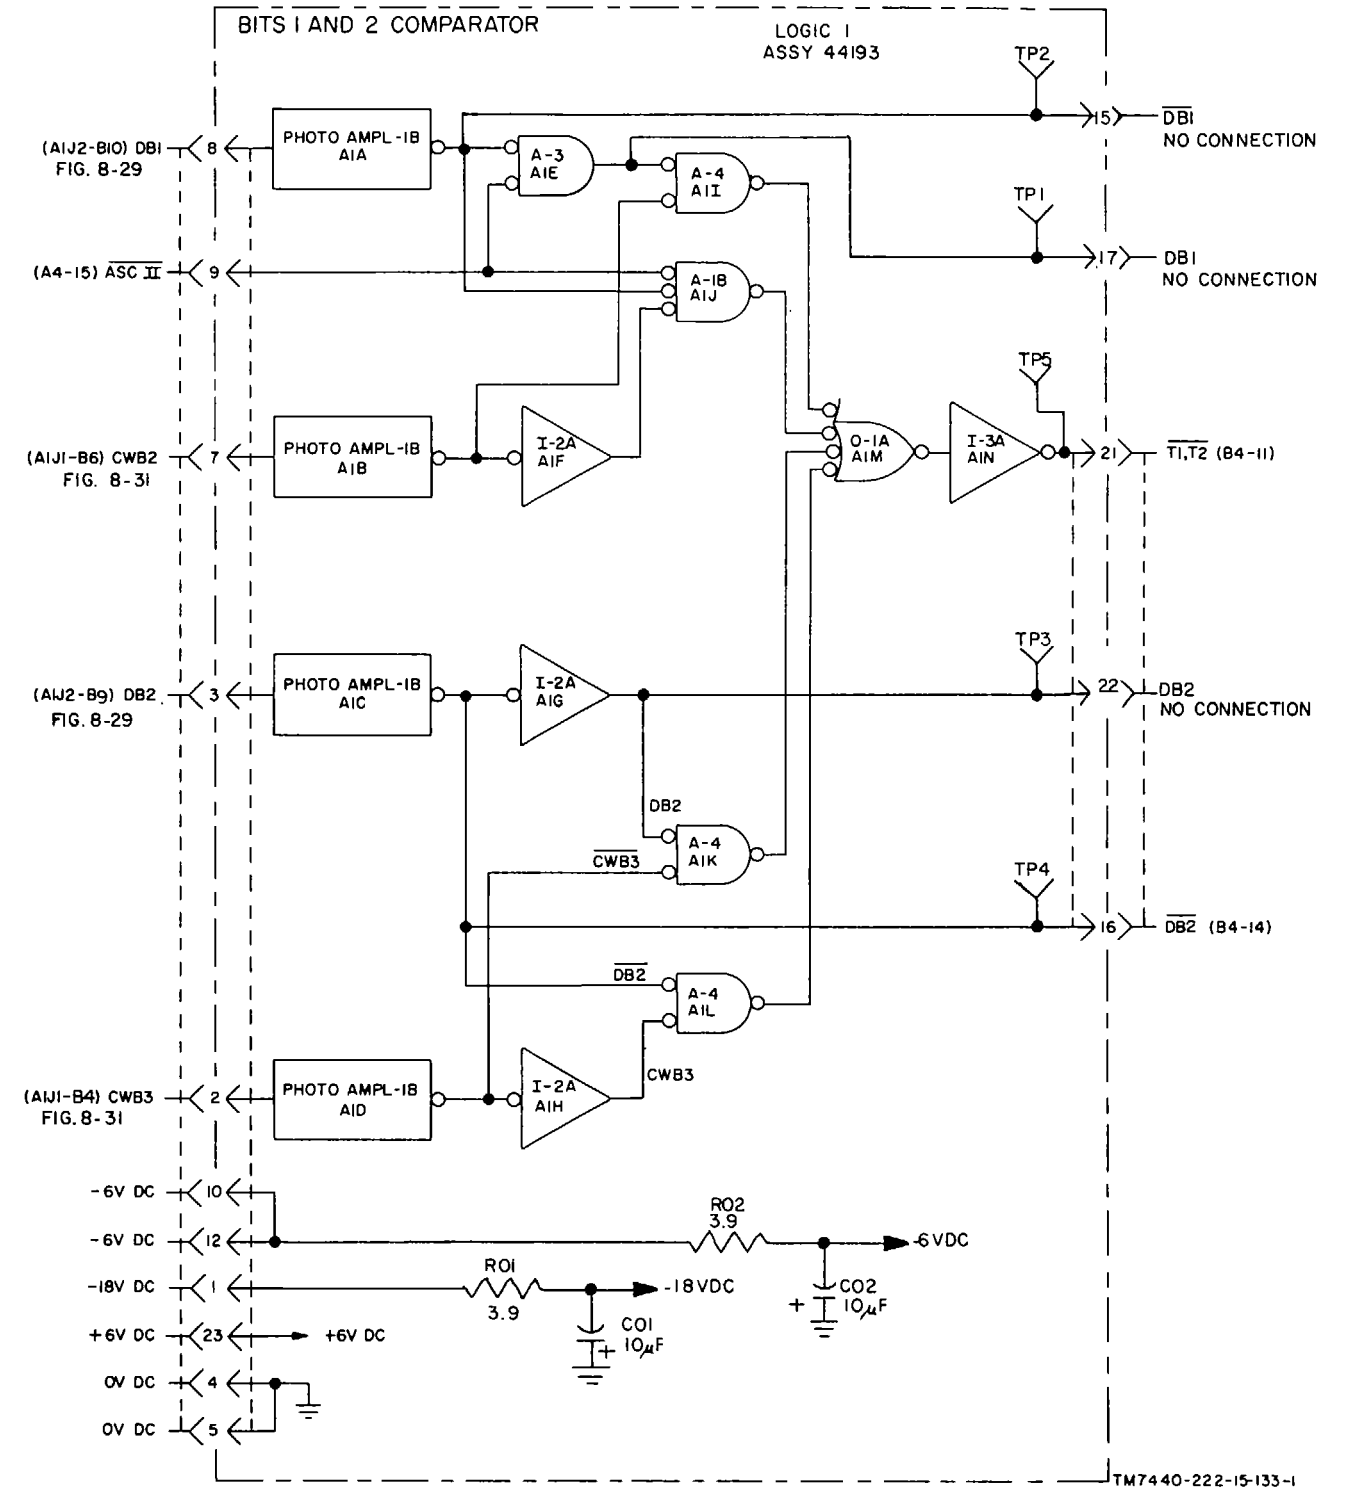 BITS 1 AND 2 COMPARATOR
LOGIC 1
ASSY 44193
TP2
(A1J2-B10) DB1
FIG. 8-29
8
PHOTO AMPL-1B
A1A
A-3
A1E
A-4
A1I
15
DB1
NO CONNECTION
TP1
(A4-15) ASC II
9
A-1B
A1J
17
DB1
NO CONNECTION
TP5
(A1J1-B6) CWB2
FIG. 8-31
7
PHOTO AMPL-1B
A1B
I-2A
A1F
O-1A
A1M
I-3A
A1N
21
T1,T2 (B4-11)
TP3
(A1J2-B9) DB2
FIG. 8-29
3
PHOTO AMPL-1B
A1C
I-2A
A1G
22
DB2
NO CONNECTION
DB2
CWB3
A-4
A1K
TP4
16
DB2 (B4-14)
DB2
A-4
A1L
CWB3
(A1J1-B4) CWB3
FIG. 8-31
2
PHOTO AMPL-1B
A1D
I-2A
A1H
-6V DC
10
-6V DC
12
R02
3.9
-6VDC
C02
+ 10μF
-18V DC
1
R01
3.9
-18VDC
C01
+ 10μF
+6V DC
23
+6V DC
0V DC
4
0V DC
5
TM7440-222-15-133-1